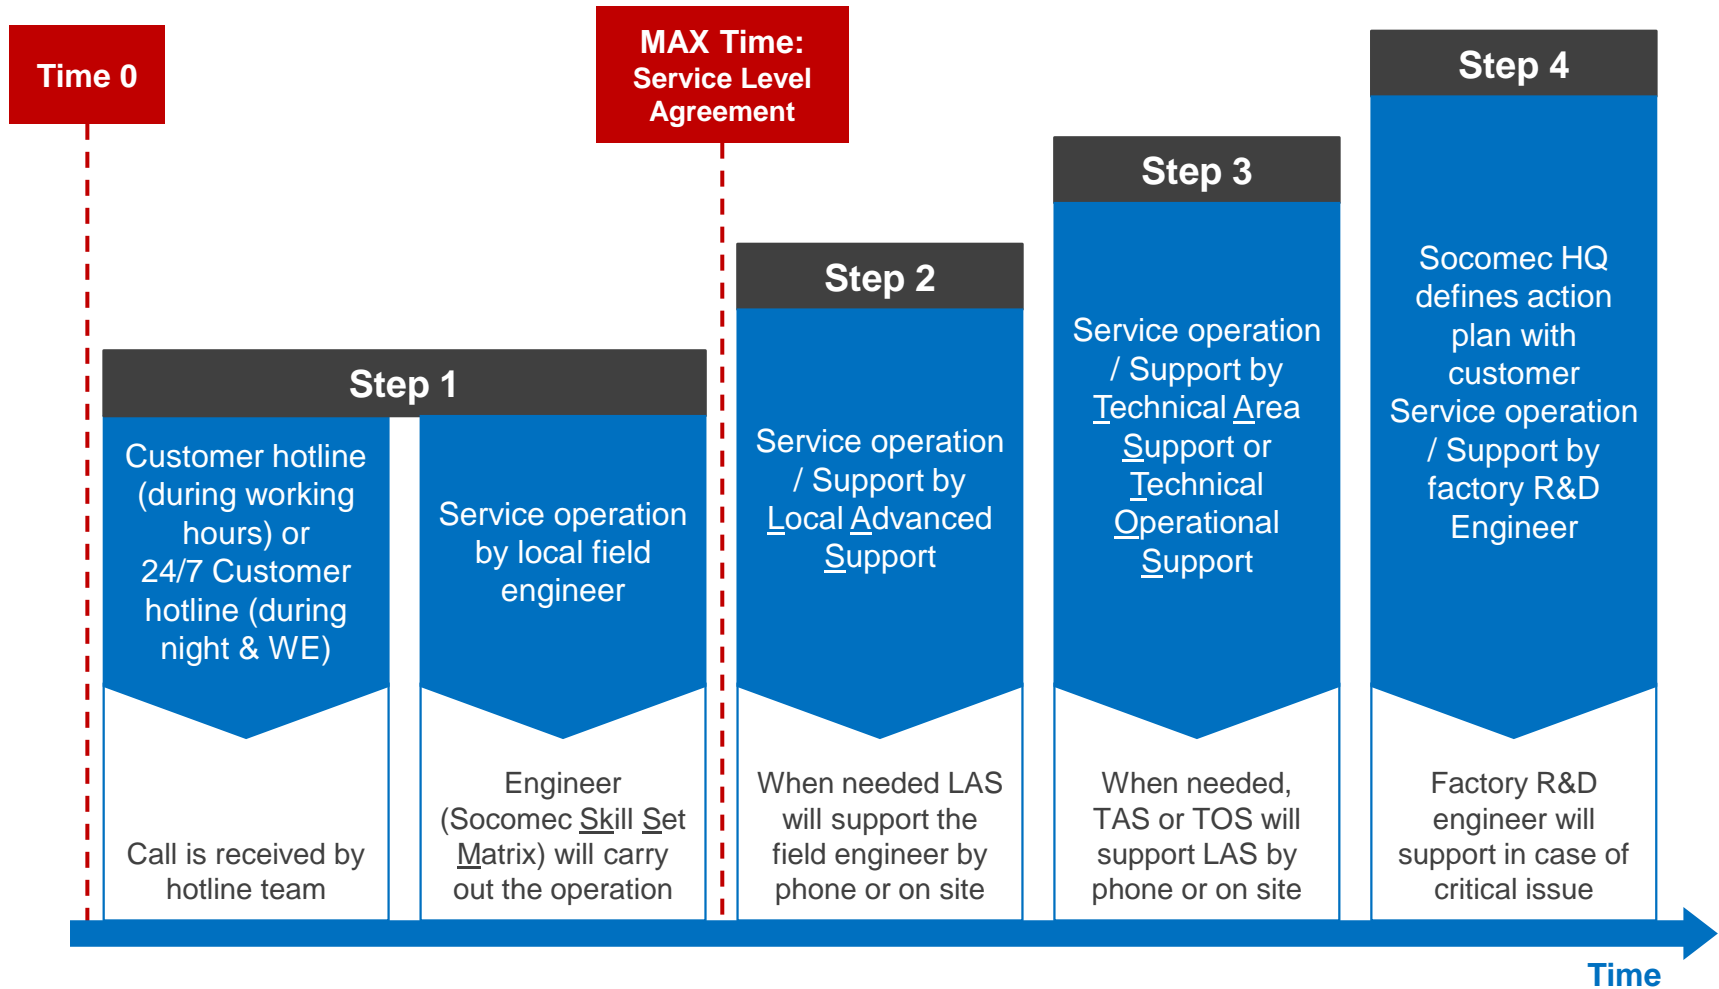 Time 0
MAX Time:
Service Level
Agreement
Step 1
Customer hotline
(during working
hours) or
24/7 Customer
hotline (during
night & WE)
Call is received by
hotline team
Service operation
by local field
engineer
Engineer
(Socomec Skill Set
Matrix) will carry
out the operation
Step 2
Service operation
/ Support by
Local Advanced
Support
When needed LAS
will support the
field engineer by
phone or on site
Step 3
Service operation
/ Support by
Technical Area
Support or
Technical
Operational
Support
When needed,
TAS or TOS will
support LAS by
phone or on site
Step 4
Socomec HQ
defines action
plan with
customer
Service operation
/ Support by
factory R&D
Engineer
Factory R&D
engineer will
support in case of
critical issue
Time